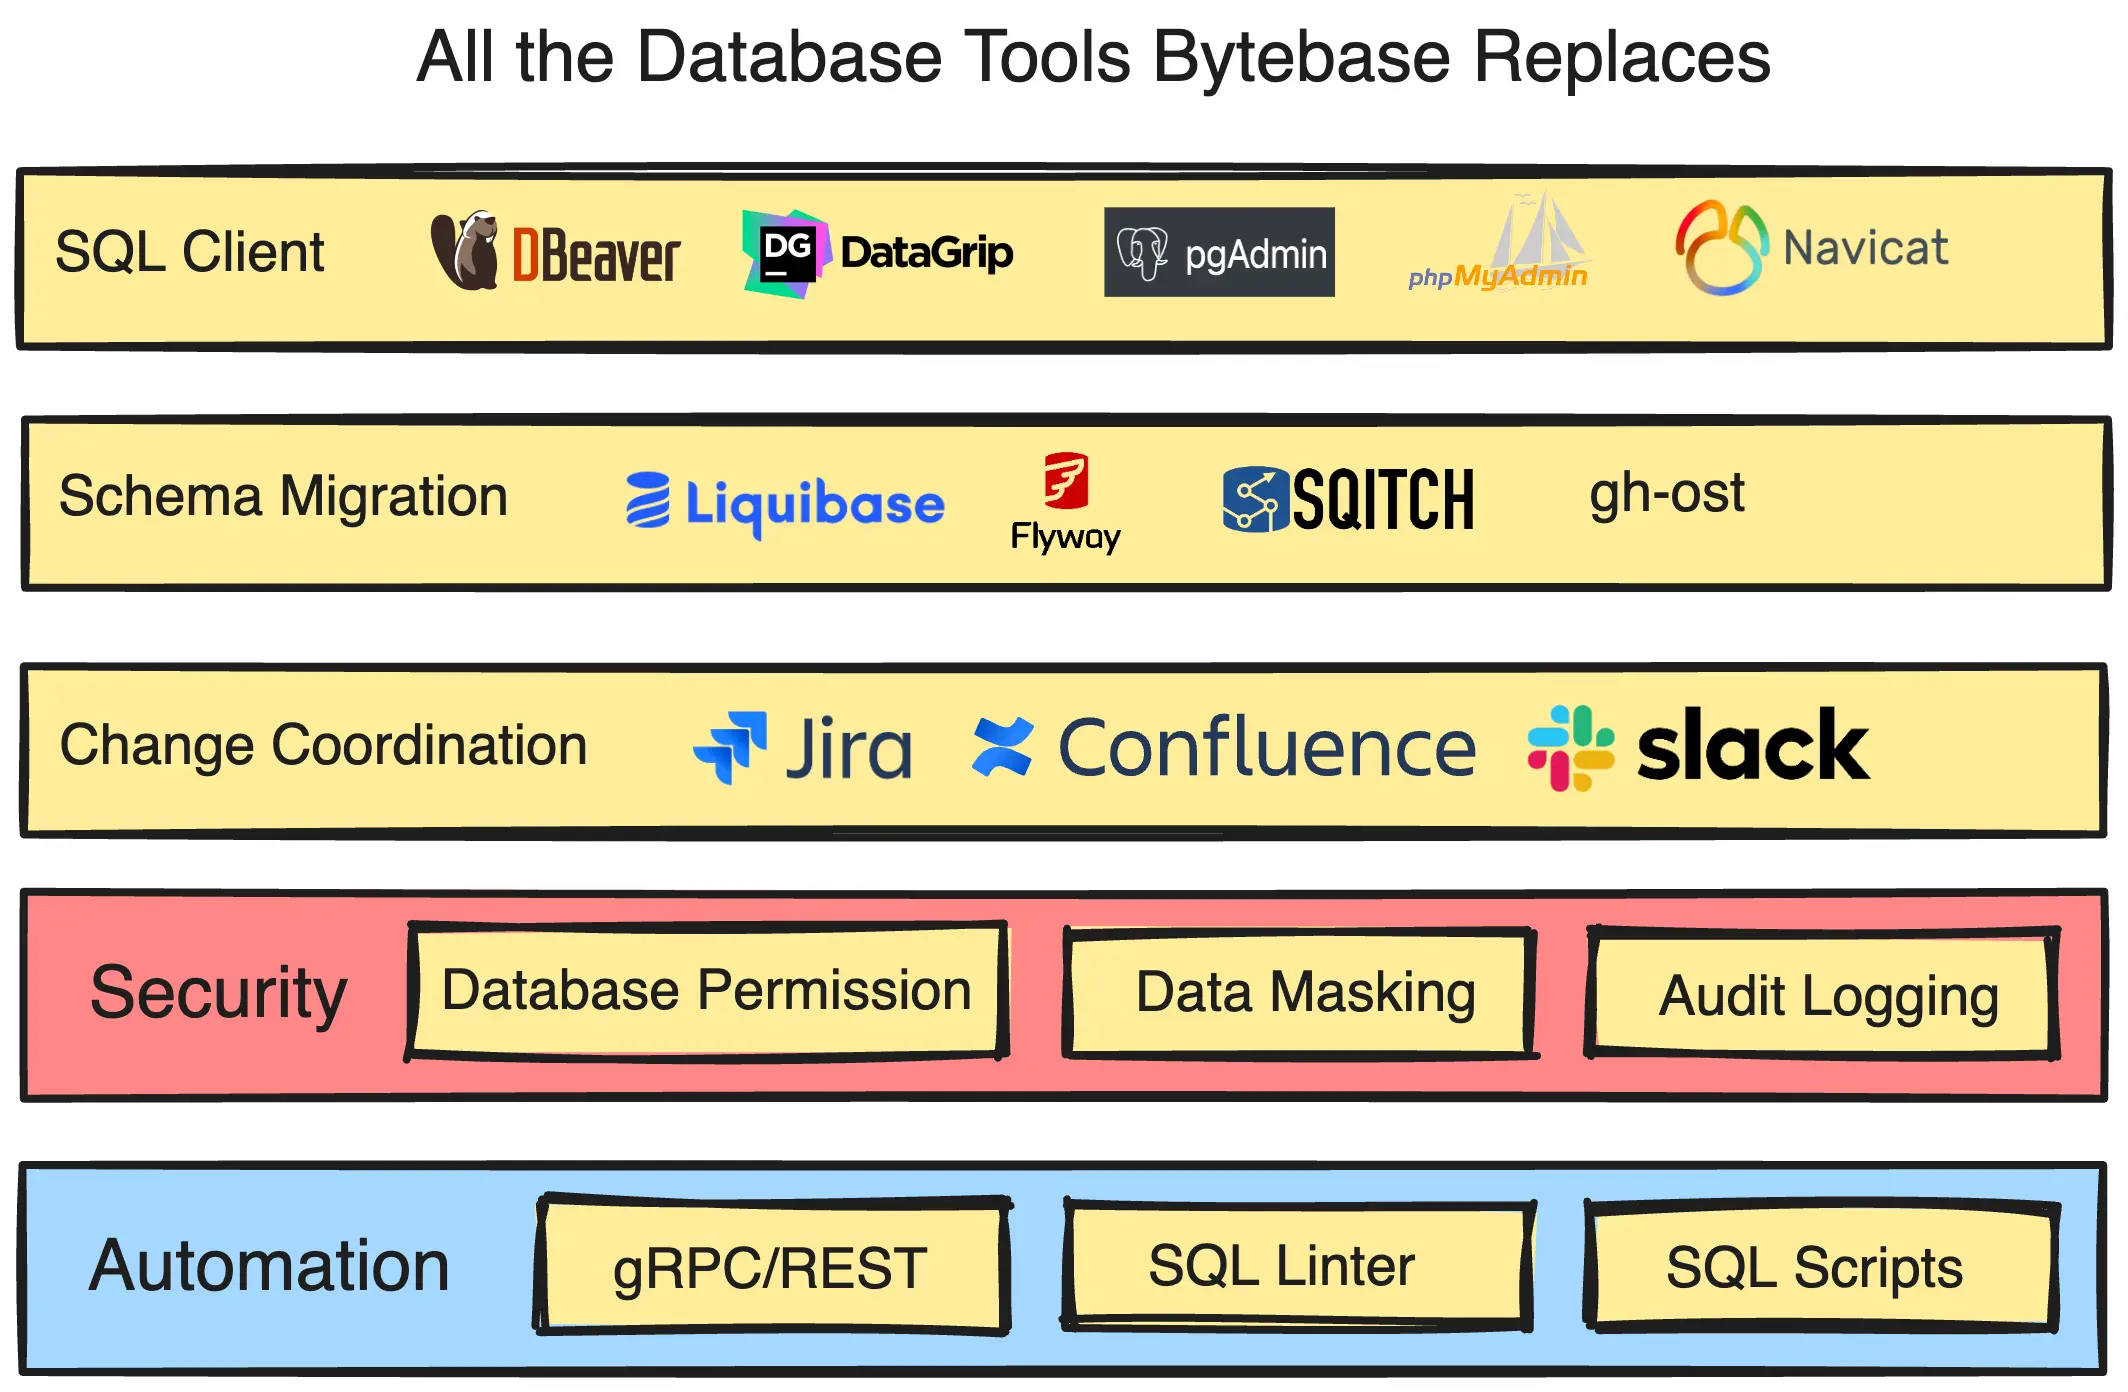 All the Database Tools Bytebase Replaces
SQL Client DBeaver DG DataGrip pgAdmin phpMyAdmin Navicat
Schema Migration Liquibase Flyway SQITCH gh-ost
Change Coordination Jira Confluence slack
Security Database Permission Data Masking Audit Logging
Automation gRPC/REST SQL Linter SQL Scripts